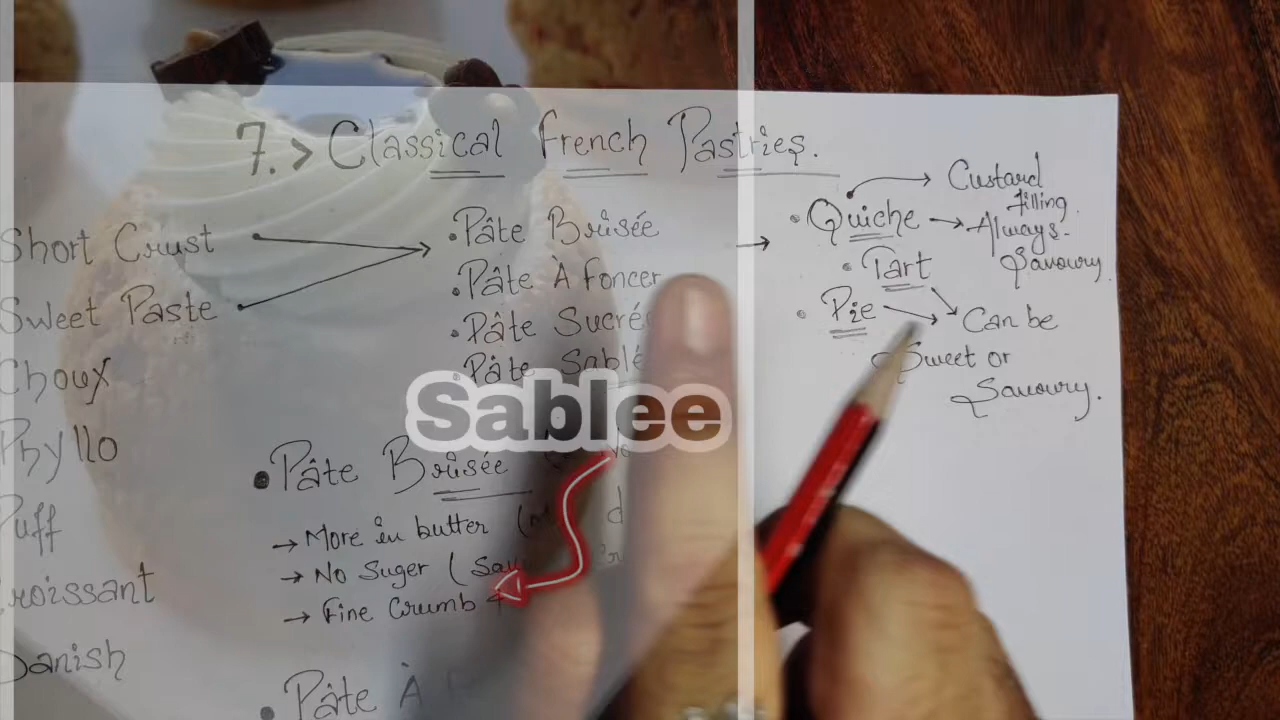 7.> Classical French Pastries.
Short Crust
Sweet Paste
Choux
Phyllo
Puff
Croissant
Danish
• Pâte Brisée
• Pâte À Foncer
• Pâte Sucré
• Pâte Sablé
• Quiche → Custard filling.
→ Always Savoury
• Tart
• Pie → Can be
Sweet or
Savoury.
Sablee
• Pâte Brisée
→ More in butter
→ No Suger (
→ Fine Crumb
• Pâte À